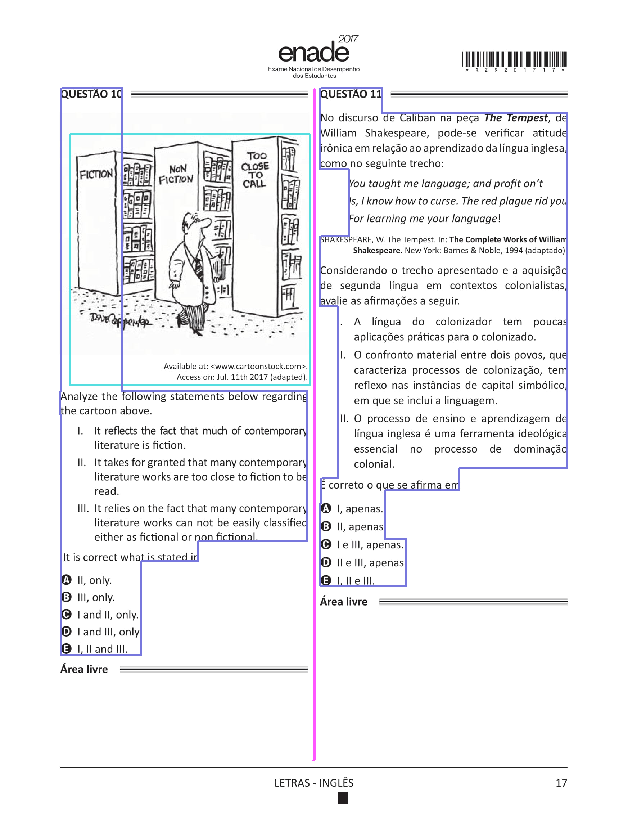 enade 2017
Exame Nacional de Desempenho
dos Estudantes
*R2620171 7*
QUESTÃO 10
FICTION
NON
FICTION
TOO
CLOSE
TO
CALL
Available at: <www.cartoonstock.com>.
Access on: Jul. 11th 2017 (adapted).
Analyze the following statements below regarding
the cartoon above.
I. It reflects the fact that much of contemporary
literature is fiction.
II. It takes for granted that many contemporary
literature works are too close to fiction to be
read.
III. It relies on the fact that many contemporary
literature works can not be easily classified
either as fictional or non fictional.
It is correct what is stated in
A II, only.
B III, only.
C I and II, only.
D I and III, only
E I, II and III.
Área livre
QUESTÃO 11
No discurso de Caliban na peça The Tempest, de
William Shakespeare, pode-se verificar atitude
irônica em relação ao aprendizado da língua inglesa,
como no seguinte trecho:
You taught me language; and profit on't
Is, I know how to curse. The red plague rid you
For learning me your language!
SHAKESPEARE, W. The Tempest. In: The Complete Works of William
Shakespeare. New York: Barnes & Noble, 1994 (adaptado)
Considerando o trecho apresentado e a aquisição
de segunda língua em contextos colonialistas,
avalie as afirmações a seguir.
I. A língua do colonizador tem poucas
aplicações práticas para o colonizado.
II. O confronto material entre dois povos, que
caracteriza processos de colonização, tem
reflexo nas instâncias de capital simbólico,
em que se inclui a linguagem.
III. O processo de ensino e aprendizagem de
língua inglesa é uma ferramenta ideológica
essencial no processo de dominação
colonial.
É correto o que se afirma em
A I, apenas.
B II, apenas
C I e III, apenas.
D II e III, apenas
E I, II e III.
Área livre
LETRAS - INGLÊS 17